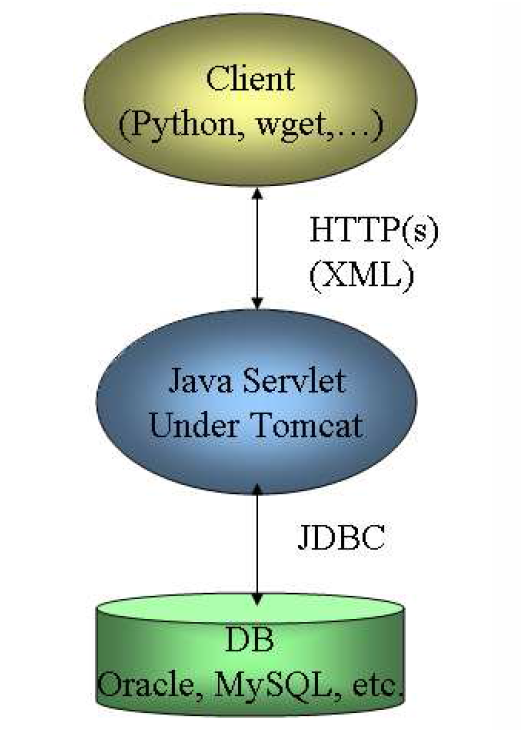 Client
(Python, wget,…)
HTTP(s)
(XML)
Java Servlet
Under Tomcat
JDBC
DB
Oracle, MySQL, etc.